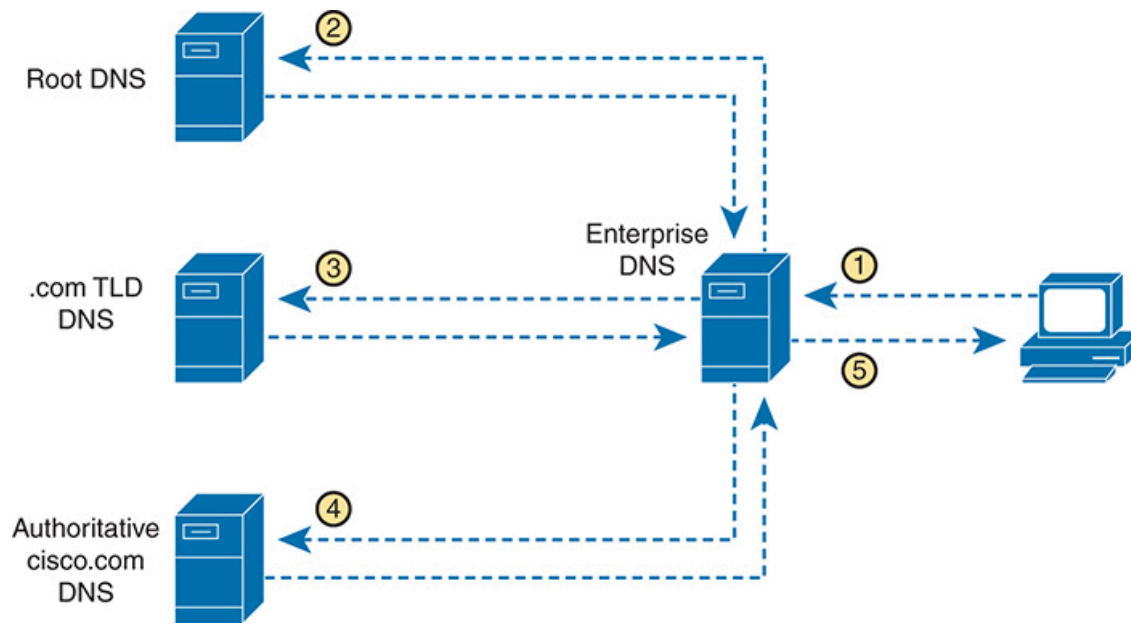 2
Root DNS
Enterprise
DNS
.com TLD
DNS
3
1
5
4
Authoritative
cisco.com
DNS